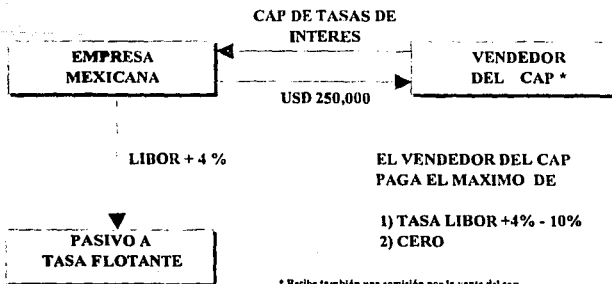 CAP DE TASAS DE
INTERES
EMPRESA
MEXICANA
VENDEDOR
DEL CAP *
USD 250,000
LIBOR + 4 %
EL VENDEDOR DEL CAP
PAGA EL MAXIMO DE
1) TASA LIBOR +4% - 10%
2) CERO
PASIVO A
TASA FLOTANTE
* Recibe también una comisión por la venta del cap